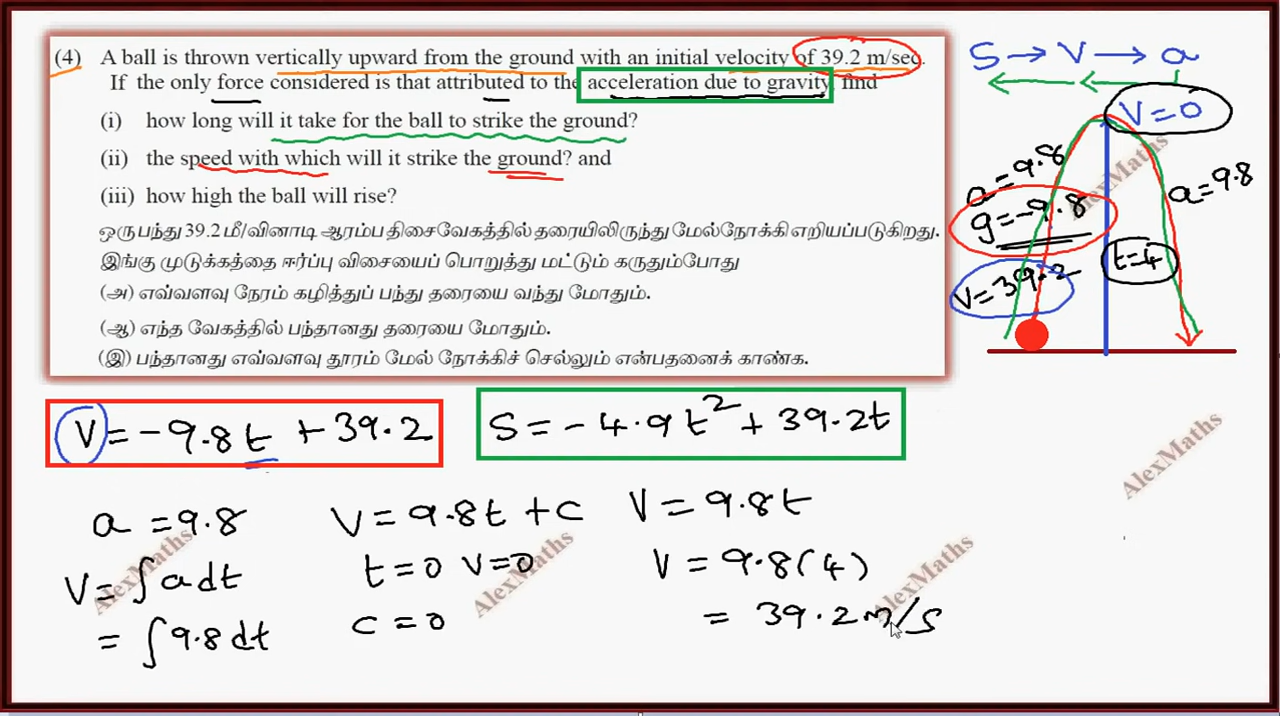 (4) A ball is thrown vertically upward from the ground with an initial velocity of 39.2 m/sec.
If the only force considered is that attributed to the acceleration due to gravity, find
(i) how long will it take for the ball to strike the ground?
(ii) the speed with which will it strike the ground? and
(iii) how high the ball will rise?
ஒரு பந்து 39.2 மீ/வினாடி ஆரம்ப திசைவேகத்தில் தரையிலிருந்து மேல்நோக்கி எறியப்படுகிறது.
இங்கு முடுக்கத்தை ஈர்ப்பு விசையைப் பொறுத்து மட்டும் கருதும்போது
(அ) எவ்வளவு நேரம் கழித்துப் பந்து தரையை வந்து மோதும்.
(ஆ) எந்த வேகத்தில் பந்தானது தரையை மோதும்.
(இ) பந்தானது எவ்வளவு தூரம் மேல் நோக்கிச் செல்லும் என்பதனைக் காண்க.
S → V → a
V = 0
a = 9.8
a = 9.8
g = -9.8
t = 4
V = 39.2
AlexMaths
V = -9.8t + 39.2
S = -4.9t² + 39.2t
AlexMaths
a = 9.8
V = 9.8t + c
V = 9.8t
V = ∫ a dt
t = 0 V = 0
V = 9.8(4)
= ∫ 9.8 dt
c = 0
= 39.2 m/s
AlexMaths
AlexMaths
AlexMaths